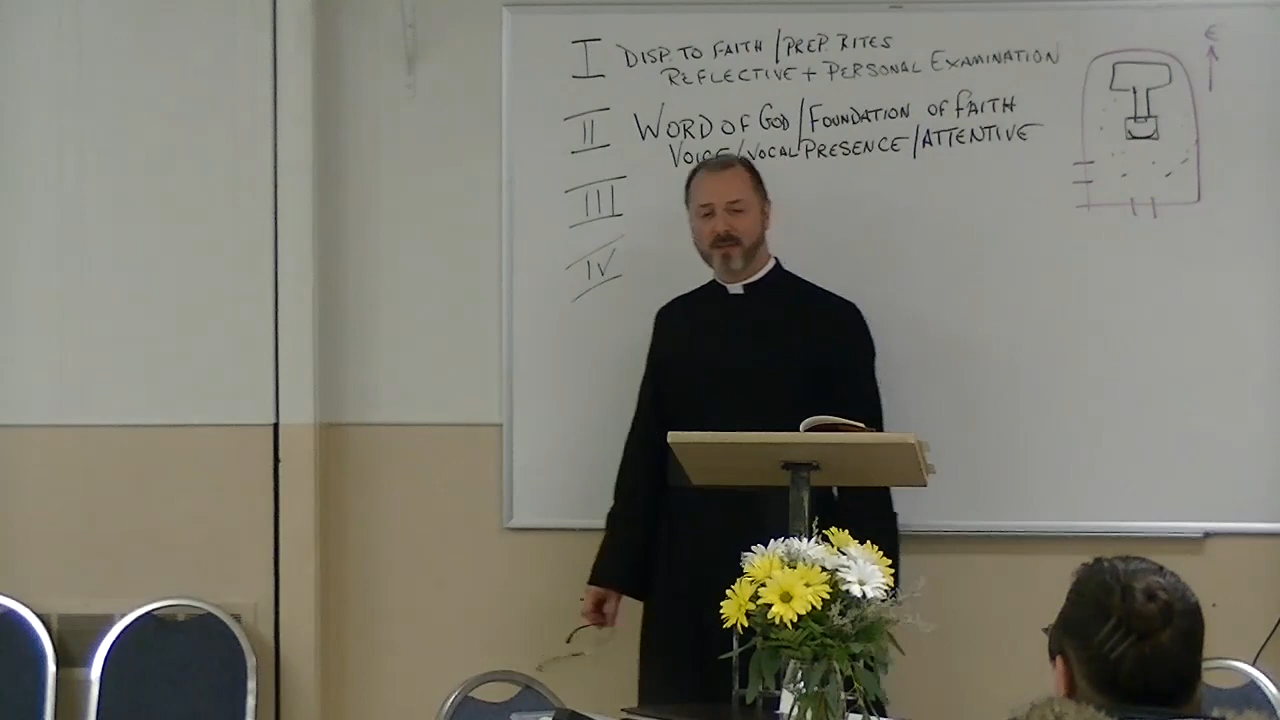 I DISP. TO FAITH / PREP RITES
REFLECTIVE + PERSONAL EXAMINATION
II WORD OF GOD / FOUNDATION OF FAITH
VOICE / VOCAL PRESENCE / ATTENTIVE
III
IV
E